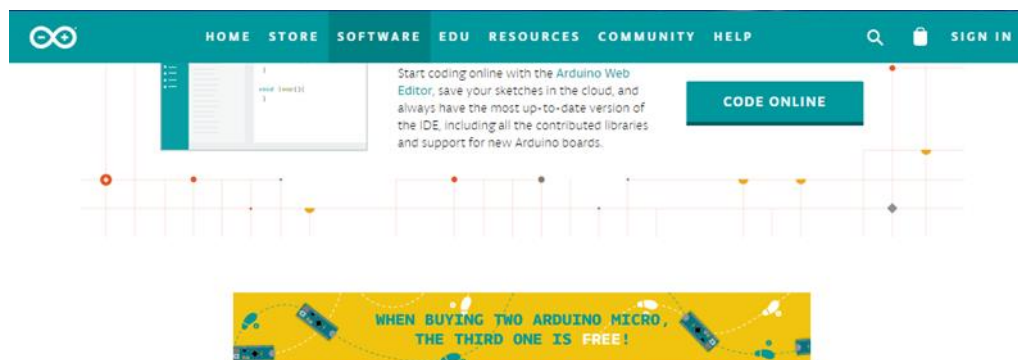 HOME STORE SOFTWARE EDU RESOURCES COMMUNITY HELP SIGN IN
}
void loop(){
}
Start coding online with the Arduino Web
Editor, save your sketches in the cloud, and
always have the most up-to-date version of
the IDE, including all the contributed libraries
and support for new Arduino boards.
CODE ONLINE
WHEN BUYING TWO ARDUINO MICRO,
THE THIRD ONE IS FREE!